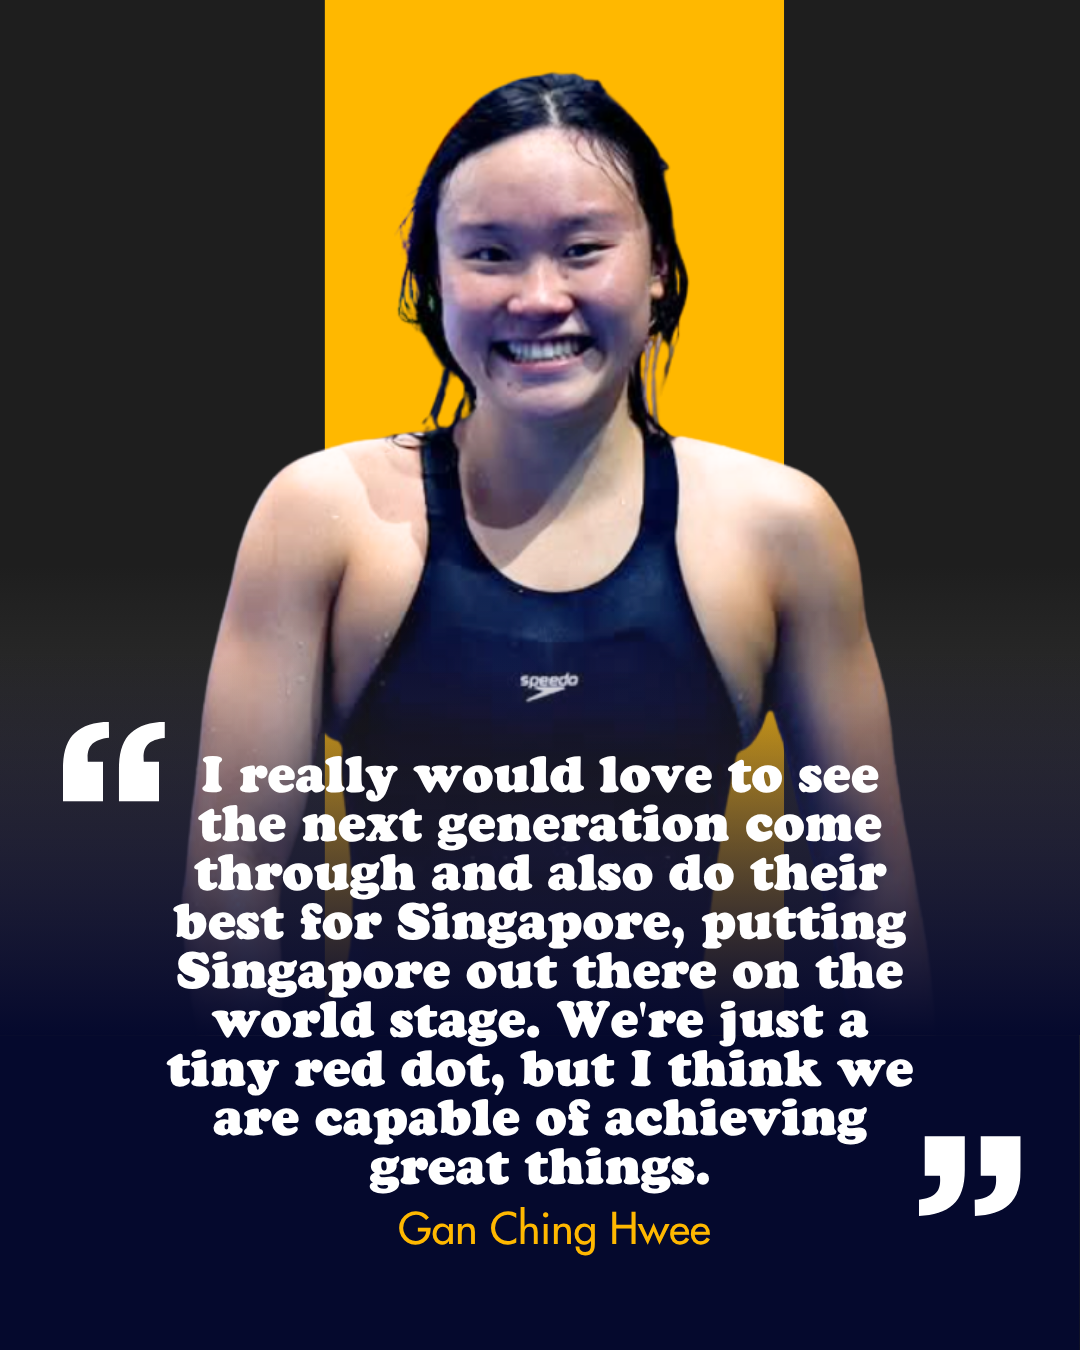 speedo
“
I really would love to see
the next generation come
through and also do their
best for Singapore, putting
Singapore out there on the
world stage. We're just a
tiny red dot, but I think we
are capable of achieving
great things.
”
Gan Ching Hwee